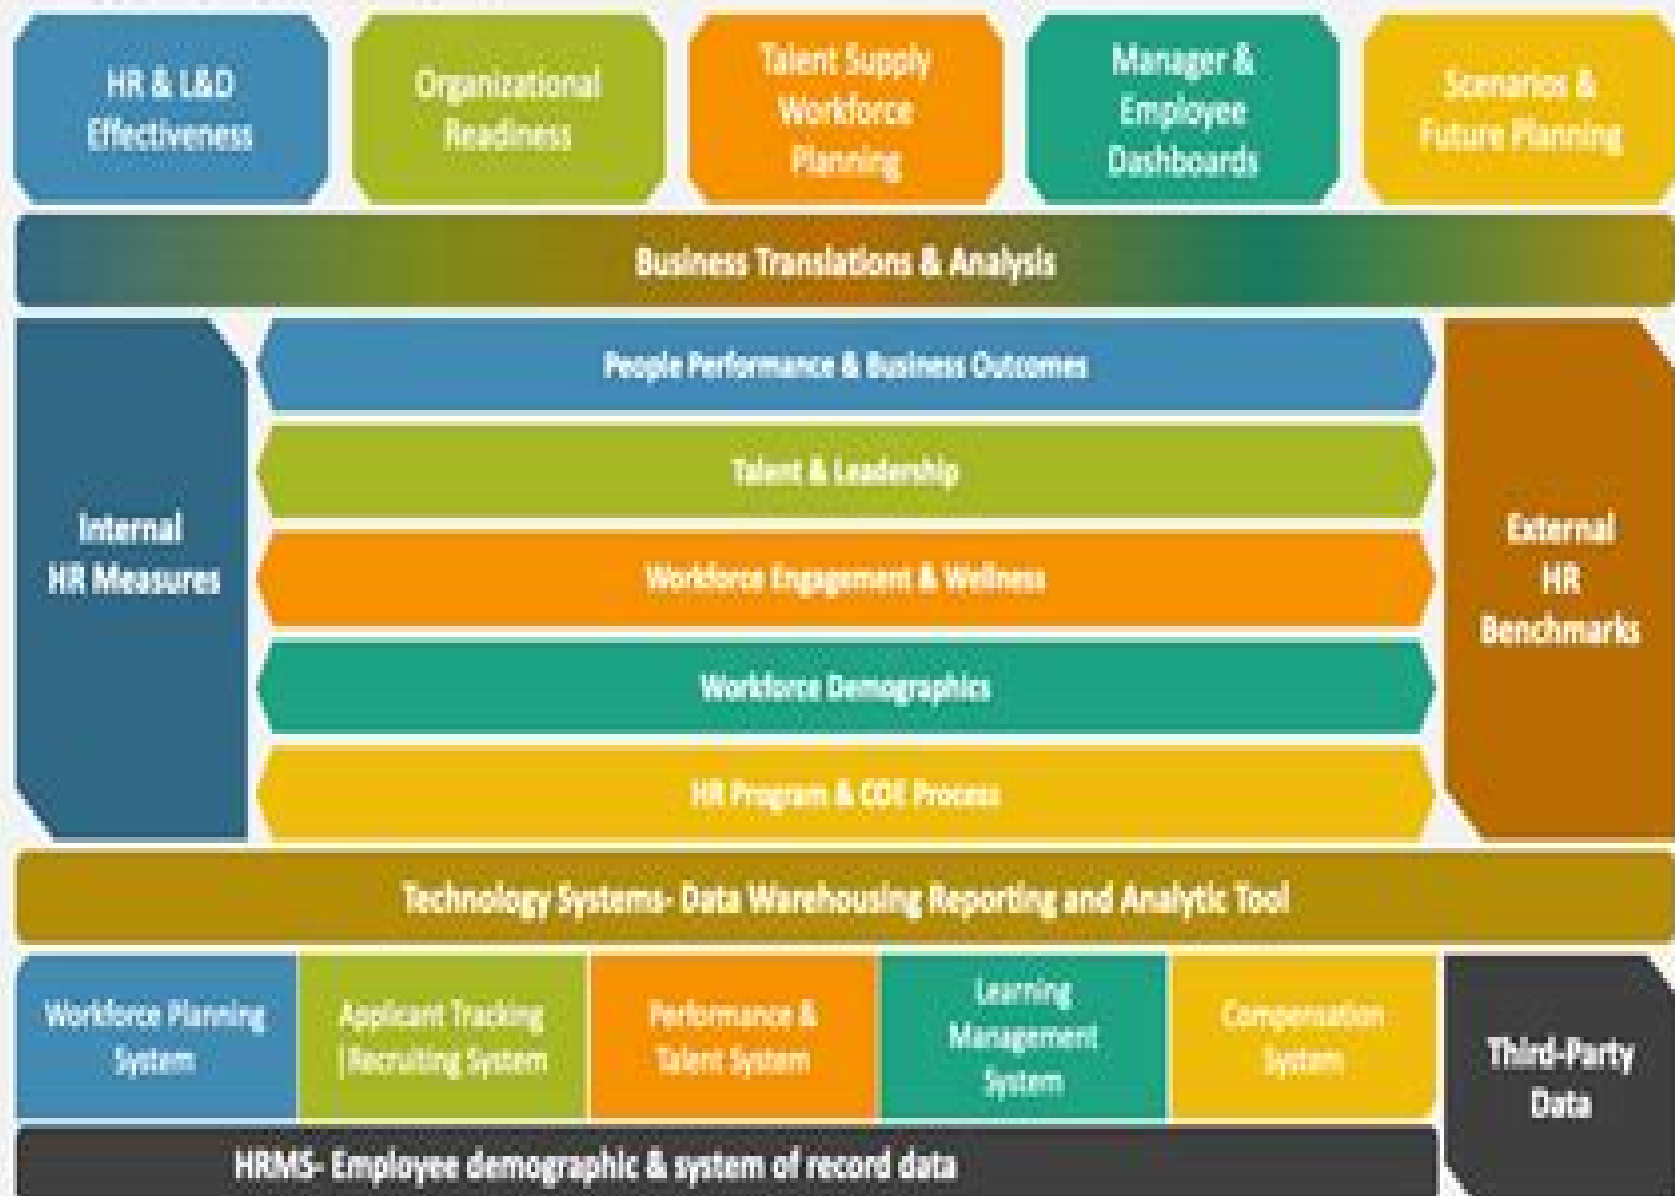 HR & L&D
Effectiveness
Organizational
Readiness
Talent Supply
Workforce
Planning
Manager &
Employee
Dashboards
Scenarios &
Future Planning
Business Translations & Analysis
Internal
HR Measures
People Performance & Business Outcomes
Talent & Leadership
Workforce Engagement & Wellness
Workforce Demographics
HR Program & COE Process
External
HR
Benchmarks
Technology Systems- Data Warehousing Reporting and Analytic Tool
Workforce Planning
System
Applicant Tracking
|Recruiting System
Performance &
Talent System
Learning
Management
System
Compensation
System
Third-Party
Data
HRMS- Employee demographic & system of record data